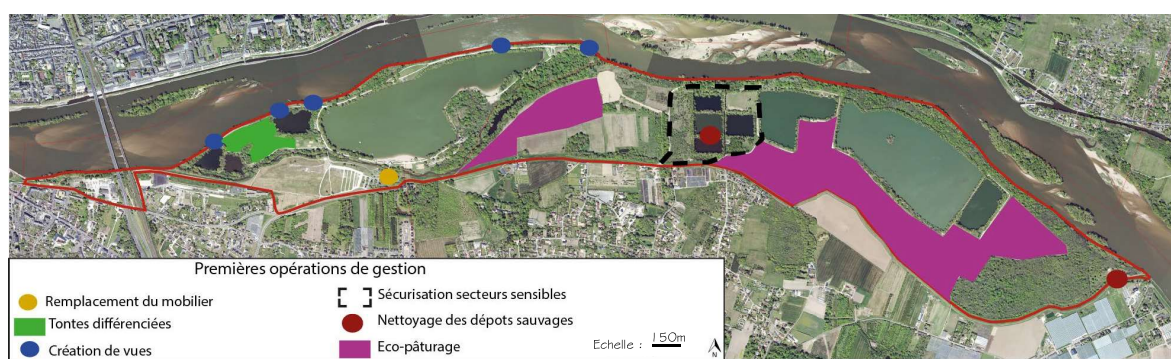 Premières opérations de gestion
Remplacement du mobilier
Tontes différenciées
Création de vues
Sécurisation secteurs sensibles
Nettoyage des dépots sauvages
Eco-pâturage
Echelle : 150m
N